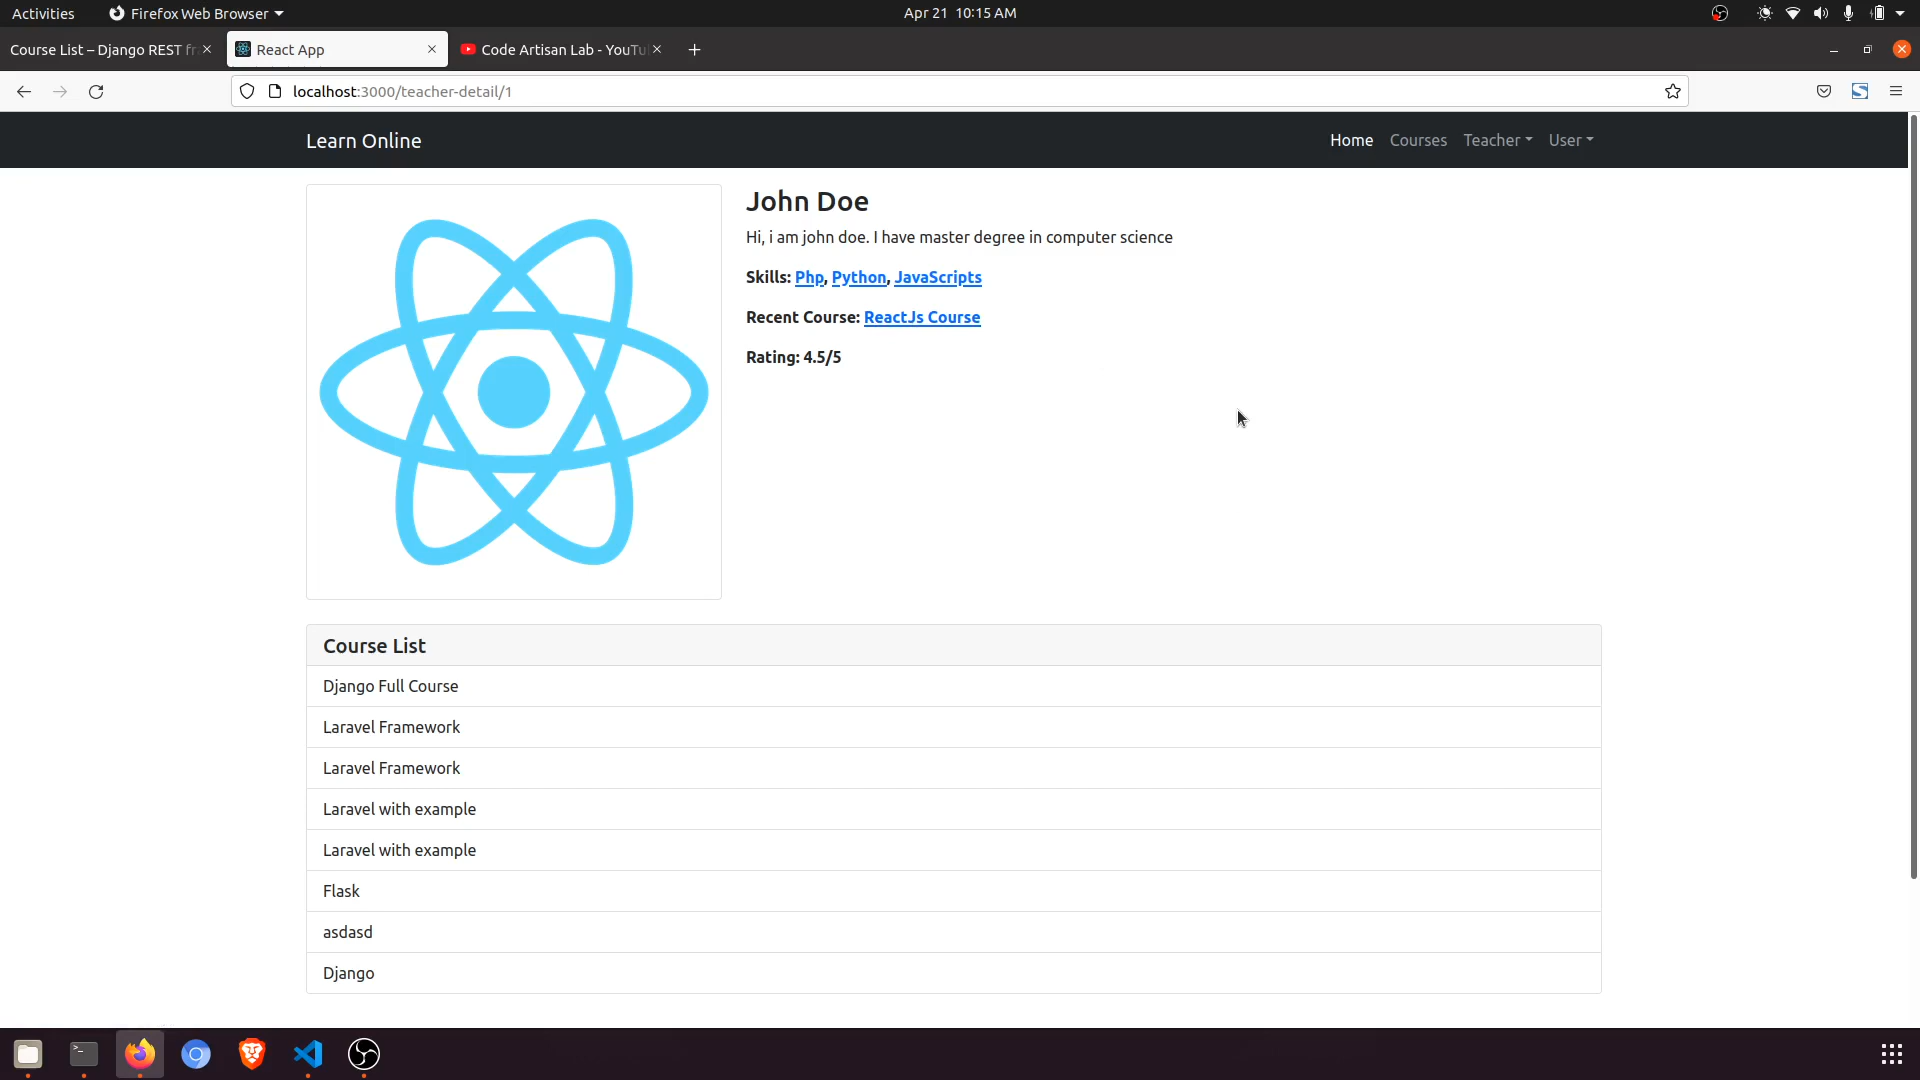 Activities
Firefox Web Browser
Apr 21 10:15 AM
Course List – Django REST fr
React App
Code Artisan Lab - YouTu
localhost:3000/teacher-detail/1
Learn Online
Home
Courses
Teacher
User
John Doe
Hi, i am john doe. I have master degree in computer science
Skills: Php, Python, JavaScripts
Recent Course: ReactJs Course
Rating: 4.5/5
Course List
Django Full Course
Laravel Framework
Laravel Framework
Laravel with example
Laravel with example
Flask
asdasd
Django